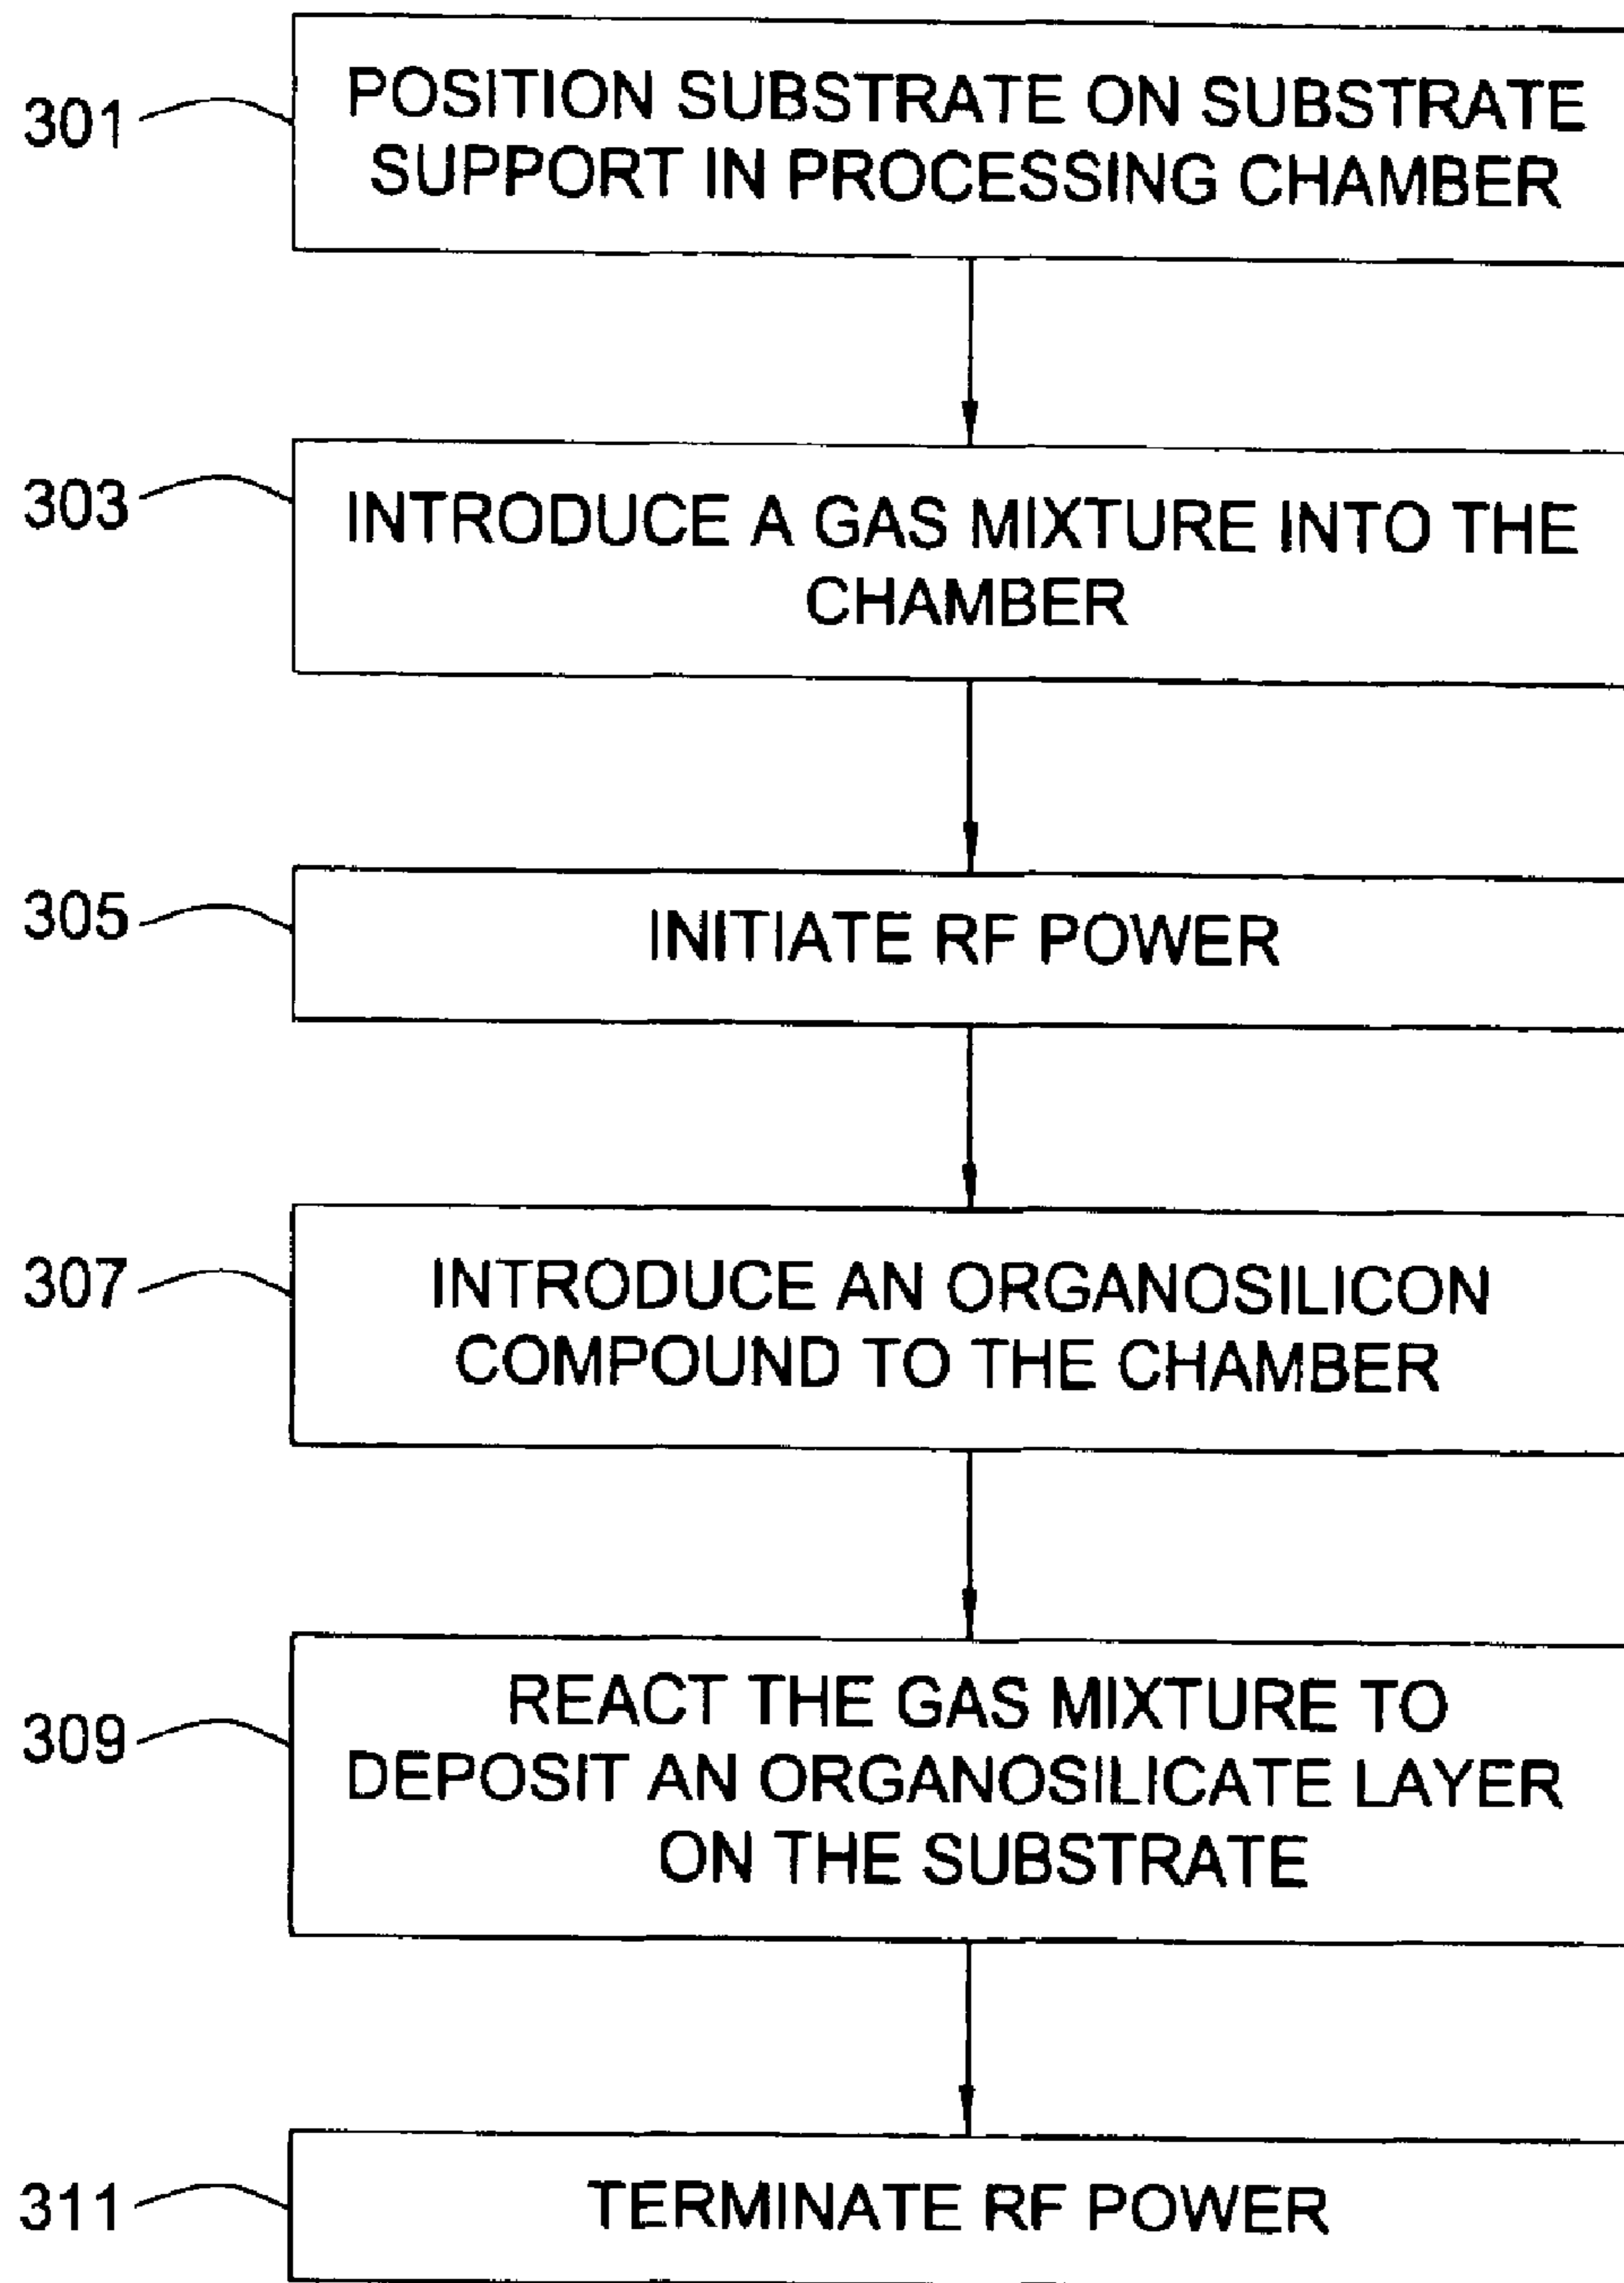 301
POSITION SUBSTRATE ON SUBSTRATE
SUPPORT IN PROCESSING CHAMBER
303
INTRODUCE A GAS MIXTURE INTO THE
CHAMBER
305
INITIATE RF POWER
307
INTRODUCE AN ORGANOSILICON
COMPOUND TO THE CHAMBER
309
REACT THE GAS MIXTURE TO
DEPOSIT AN ORGANOSILICATE LAYER
ON THE SUBSTRATE
311
TERMINATE RF POWER